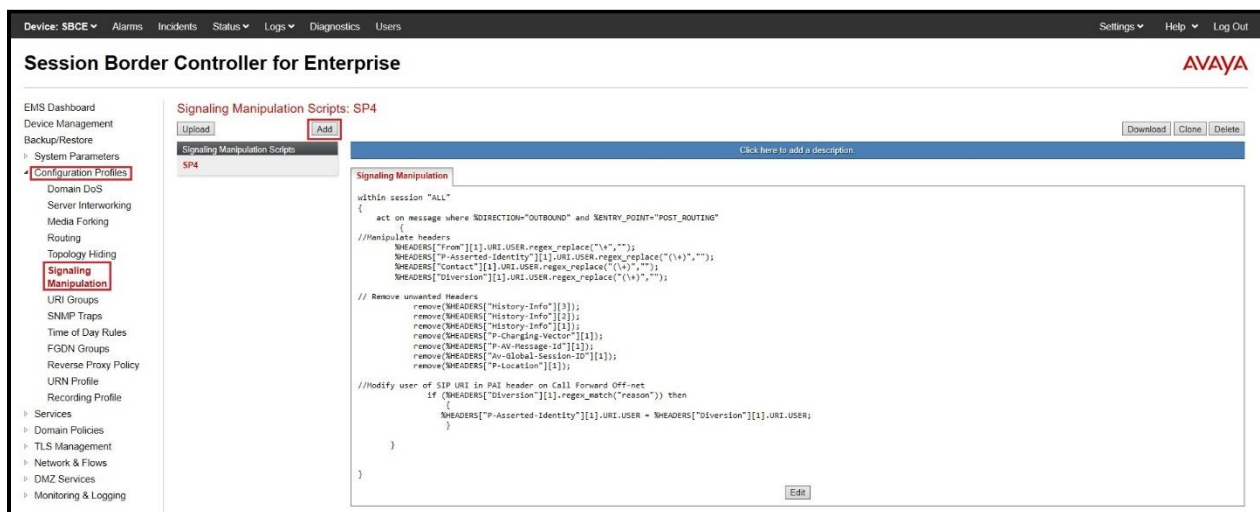 Device: SBCE Alarms Incidents Status Logs Diagnostics Users Settings Help Log Out
Session Border Controller for Enterprise
AVAYA
EMS Dashboard
Device Management
Backup/Restore
System Parameters
Configuration Profiles
Domain DoS
Server Interworking
Media Forking
Routing
Topology Hiding
Signaling
Manipulation
URI Groups
SNMP Traps
Time of Day Rules
FGDN Groups
Reverse Proxy Policy
URN Profile
Recording Profile
Services
Domain Policies
TLS Management
Network & Flows
DMZ Services
Monitoring & Logging
Signaling Manipulation Scripts: SP4
Upload Add Download Clone Delete
Signaling Manipulation Scripts
SP4
Click here to add a description.
Signaling Manipulation
within session "ALL"
{
act on message where %DIRECTION="OUTBOUND" and %ENTRY_POINT="POST_ROUTING"
{
//Manipulate headers
%HEADERS["From"][1].URI.USER.regex_replace("\+","");
%HEADERS["P-Asserted-Identity"][1].URI.USER.regex_replace("(\+)","");
%HEADERS["Contact"][1].URI.USER.regex_replace("(\+)","");
%HEADERS["Diversion"][1].URI.USER.regex_replace("(\+)","");
// Remove unwanted Headers
remove(%HEADERS["History-Info"][3]);
remove(%HEADERS["History-Info"][2]);
remove(%HEADERS["History-Info"][1]);
remove(%HEADERS["P-Charging-Vector"][1]);
remove(%HEADERS["P-AV-Message-Id"][1]);
remove(%HEADERS["Av-Global-Session-ID"][1]);
remove(%HEADERS["P-Location"][1]);
//Modify user of SIP URI in PAI header on Call Forward Off-net
if (%HEADERS["Diversion"][1].regex_match("reason")) then
{
%HEADERS["P-Asserted-Identity"][1].URI.USER = %HEADERS["Diversion"][1].URI.USER;
}
}
}
Edit